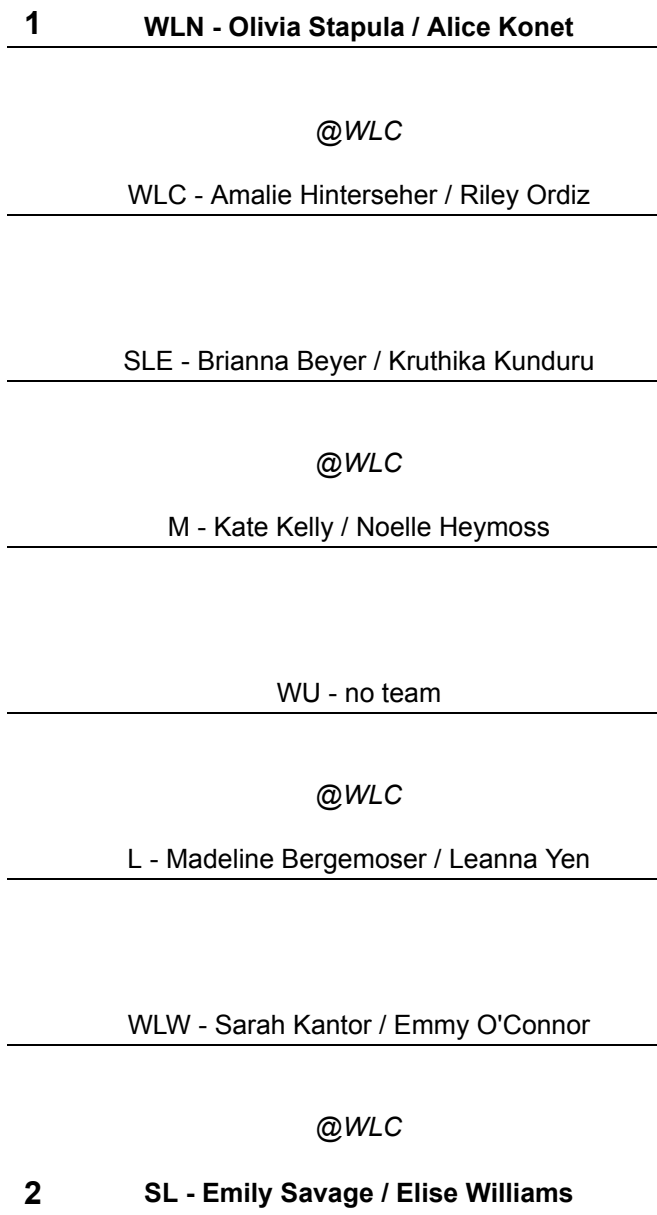 1 WLN - Olivia Stapula / Alice Konet
@WLC
WLC - Amalie Hinterseher / Riley Ordiz
SLE - Brianna Beyer / Kruthika Kunduru
@WLC
M - Kate Kelly / Noelle Heymoss
WU - no team
@WLC
L - Madeline Bergemoser / Leanna Yen
WLW - Sarah Kantor / Emmy O'Connor
@WLC
2 SL - Emily Savage / Elise Williams